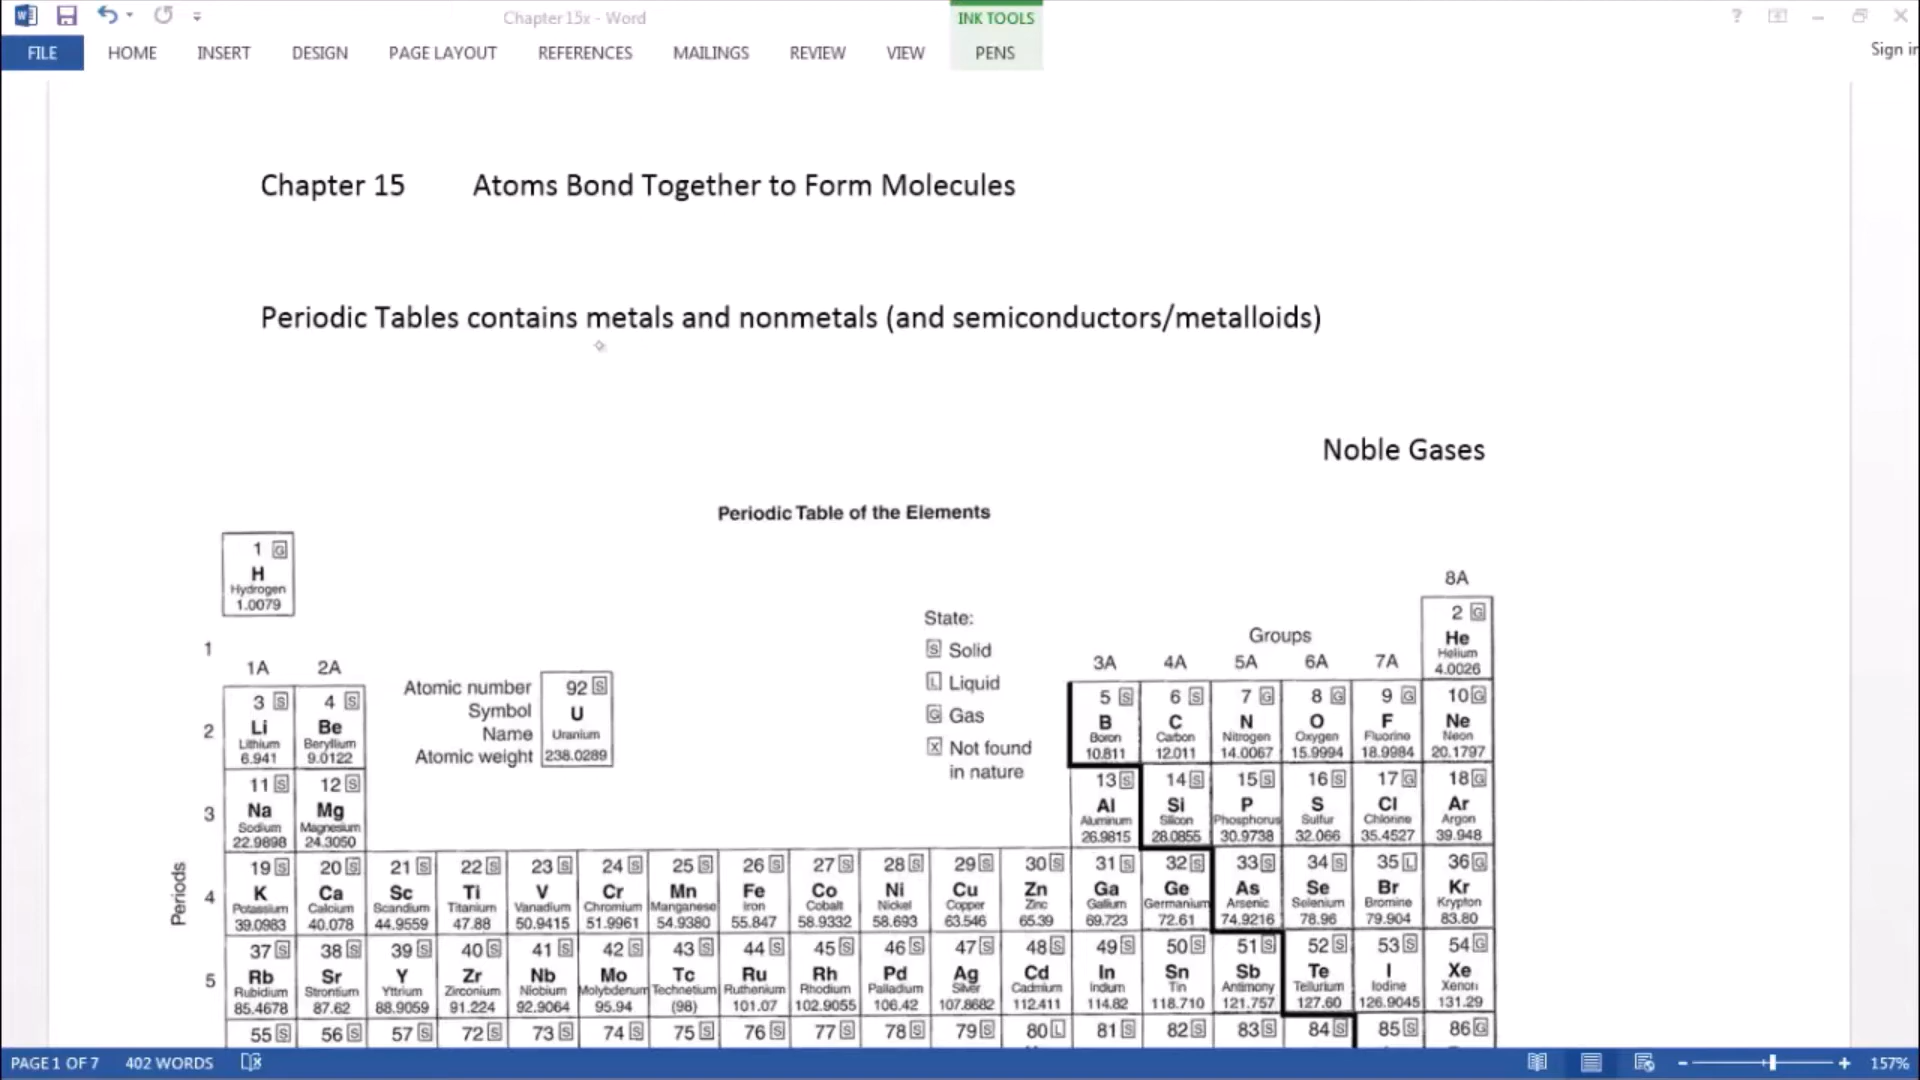 Chapter 15x - Word
INK TOOLS
?
FILE HOME INSERT DESIGN PAGE LAYOUT REFERENCES MAILINGS REVIEW VIEW PENS
Sign in
Chapter 15 Atoms Bond Together to Form Molecules
Periodic Tables contains metals and nonmetals (and semiconductors/metalloids)
Noble Gases
Periodic Table of the Elements
1 G
H
Hydrogen
1.0079
8A
State:
S Solid
L Liquid
G Gas
X Not found
in nature
Groups
2 G
He
Helium
4.0026
1
1A 2A
3A 4A 5A 6A 7A
Atomic number
Symbol
Name
Atomic weight
92 S
U
Uranium
238.0289
3 S 4 S 5 S 6 S 7 G 8 G 9 G 10 G
2 Li Be B C N O F Ne
Lithium Beryllium Boron Carbon Nitrogen Oxygen Fluorine Neon
6.941 9.0122 10.811 12.011 14.0067 15.9994 18.9984 20.1797
11 S 12 S 13 S 14 S 15 S 16 S 17 G 18 G
3 Na Mg Al Si P S Cl Ar
Sodium Magnesium Aluminum Silicon Phosphorus Sulfur Chlorine Argon
22.9898 24.3050 26.9815 28.0855 30.9738 32.066 35.4527 39.948
Periods
19 S 20 S 21 S 22 S 23 S 24 S 25 S 26 S 27 S 28 S 29 S 30 S 31 S 32 S 33 S 34 S 35 L 36 G
4 K Ca Sc Ti V Cr Mn Fe Co Ni Cu Zn Ga Ge As Se Br Kr
Potassium Calcium Scandium Titanium Vanadium Chromium Manganese Iron Cobalt Nickel Copper Zinc Gallium Germanium Arsenic Selenium Bromine Krypton
39.0983 40.078 44.9559 47.88 50.9415 51.9961 54.9380 55.847 58.9332 58.693 63.546 65.39 69.723 72.61 74.9216 78.96 79.904 83.80
37 S 38 S 39 S 40 S 41 S 42 S 43 S 44 S 45 S 46 S 47 S 48 S 49 S 50 S 51 S 52 S 53 S 54 G
5 Rb Sr Y Zr Nb Mo Tc Ru Rh Pd Ag Cd In Sn Sb Te I Xe
Rubidium Strontium Yttrium Zirconium Niobium Molybdenum Technetium Ruthenium Rhodium Palladium Silver Cadmium Indium Tin Antimony Tellurium Iodine Xenon
85.4678 87.62 88.9059 91.224 92.9064 95.94 (98) 101.07 102.9055 106.42 107.8682 112.411 114.82 118.710 121.757 127.60 126.9045 131.29
55 S 56 S 57 S 72 S 73 S 74 S 75 S 76 S 77 S 78 S 79 S 80 L 81 S 82 S 83 S 84 S 85 S 86 G
PAGE 1 OF 7 402 WORDS
157%